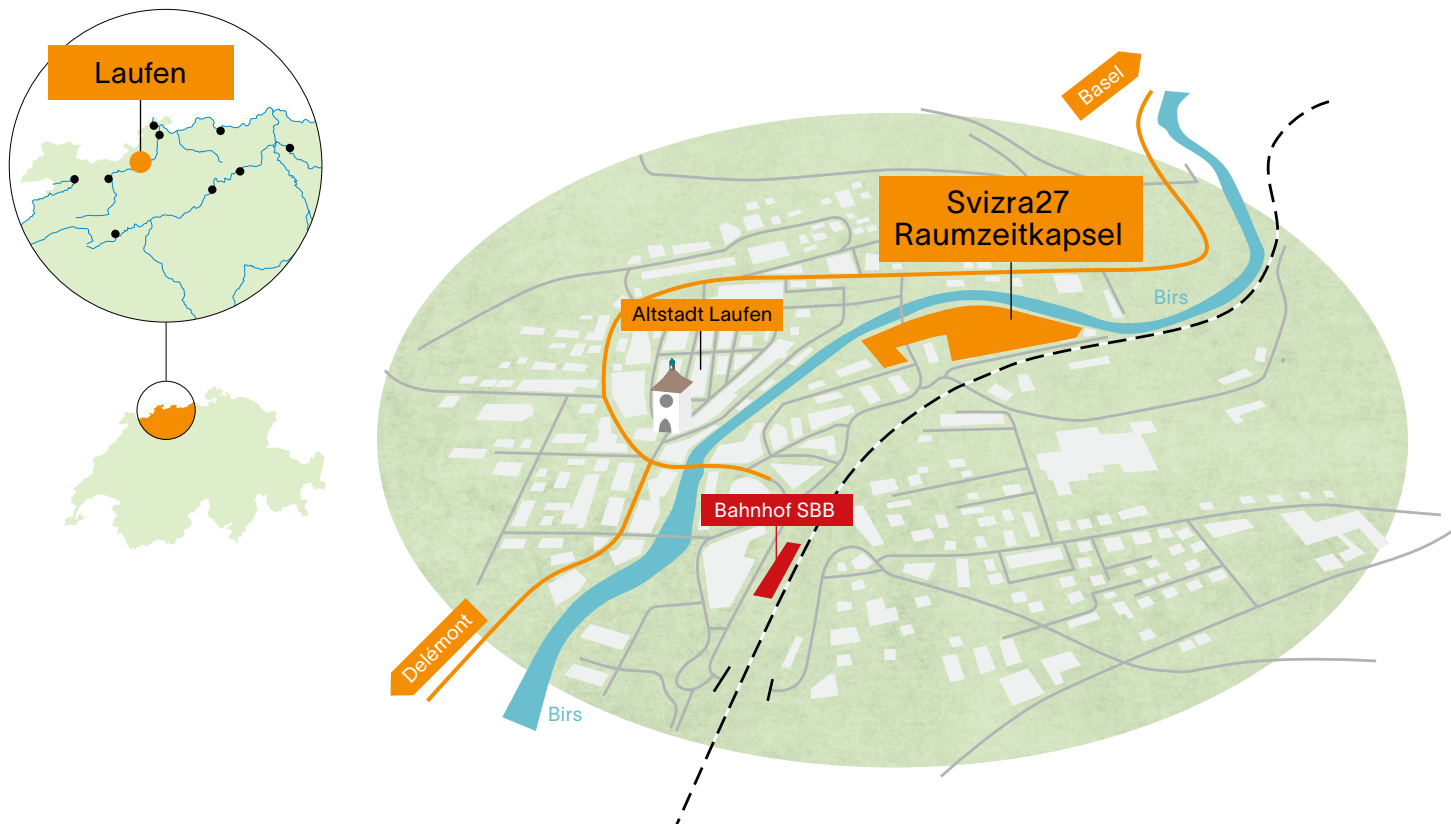 Laufen
Basel
Svizra27
Raumzeitkapsel
Birs
Altstadt Laufen
Bahnhof SBB
Delémont
Birs